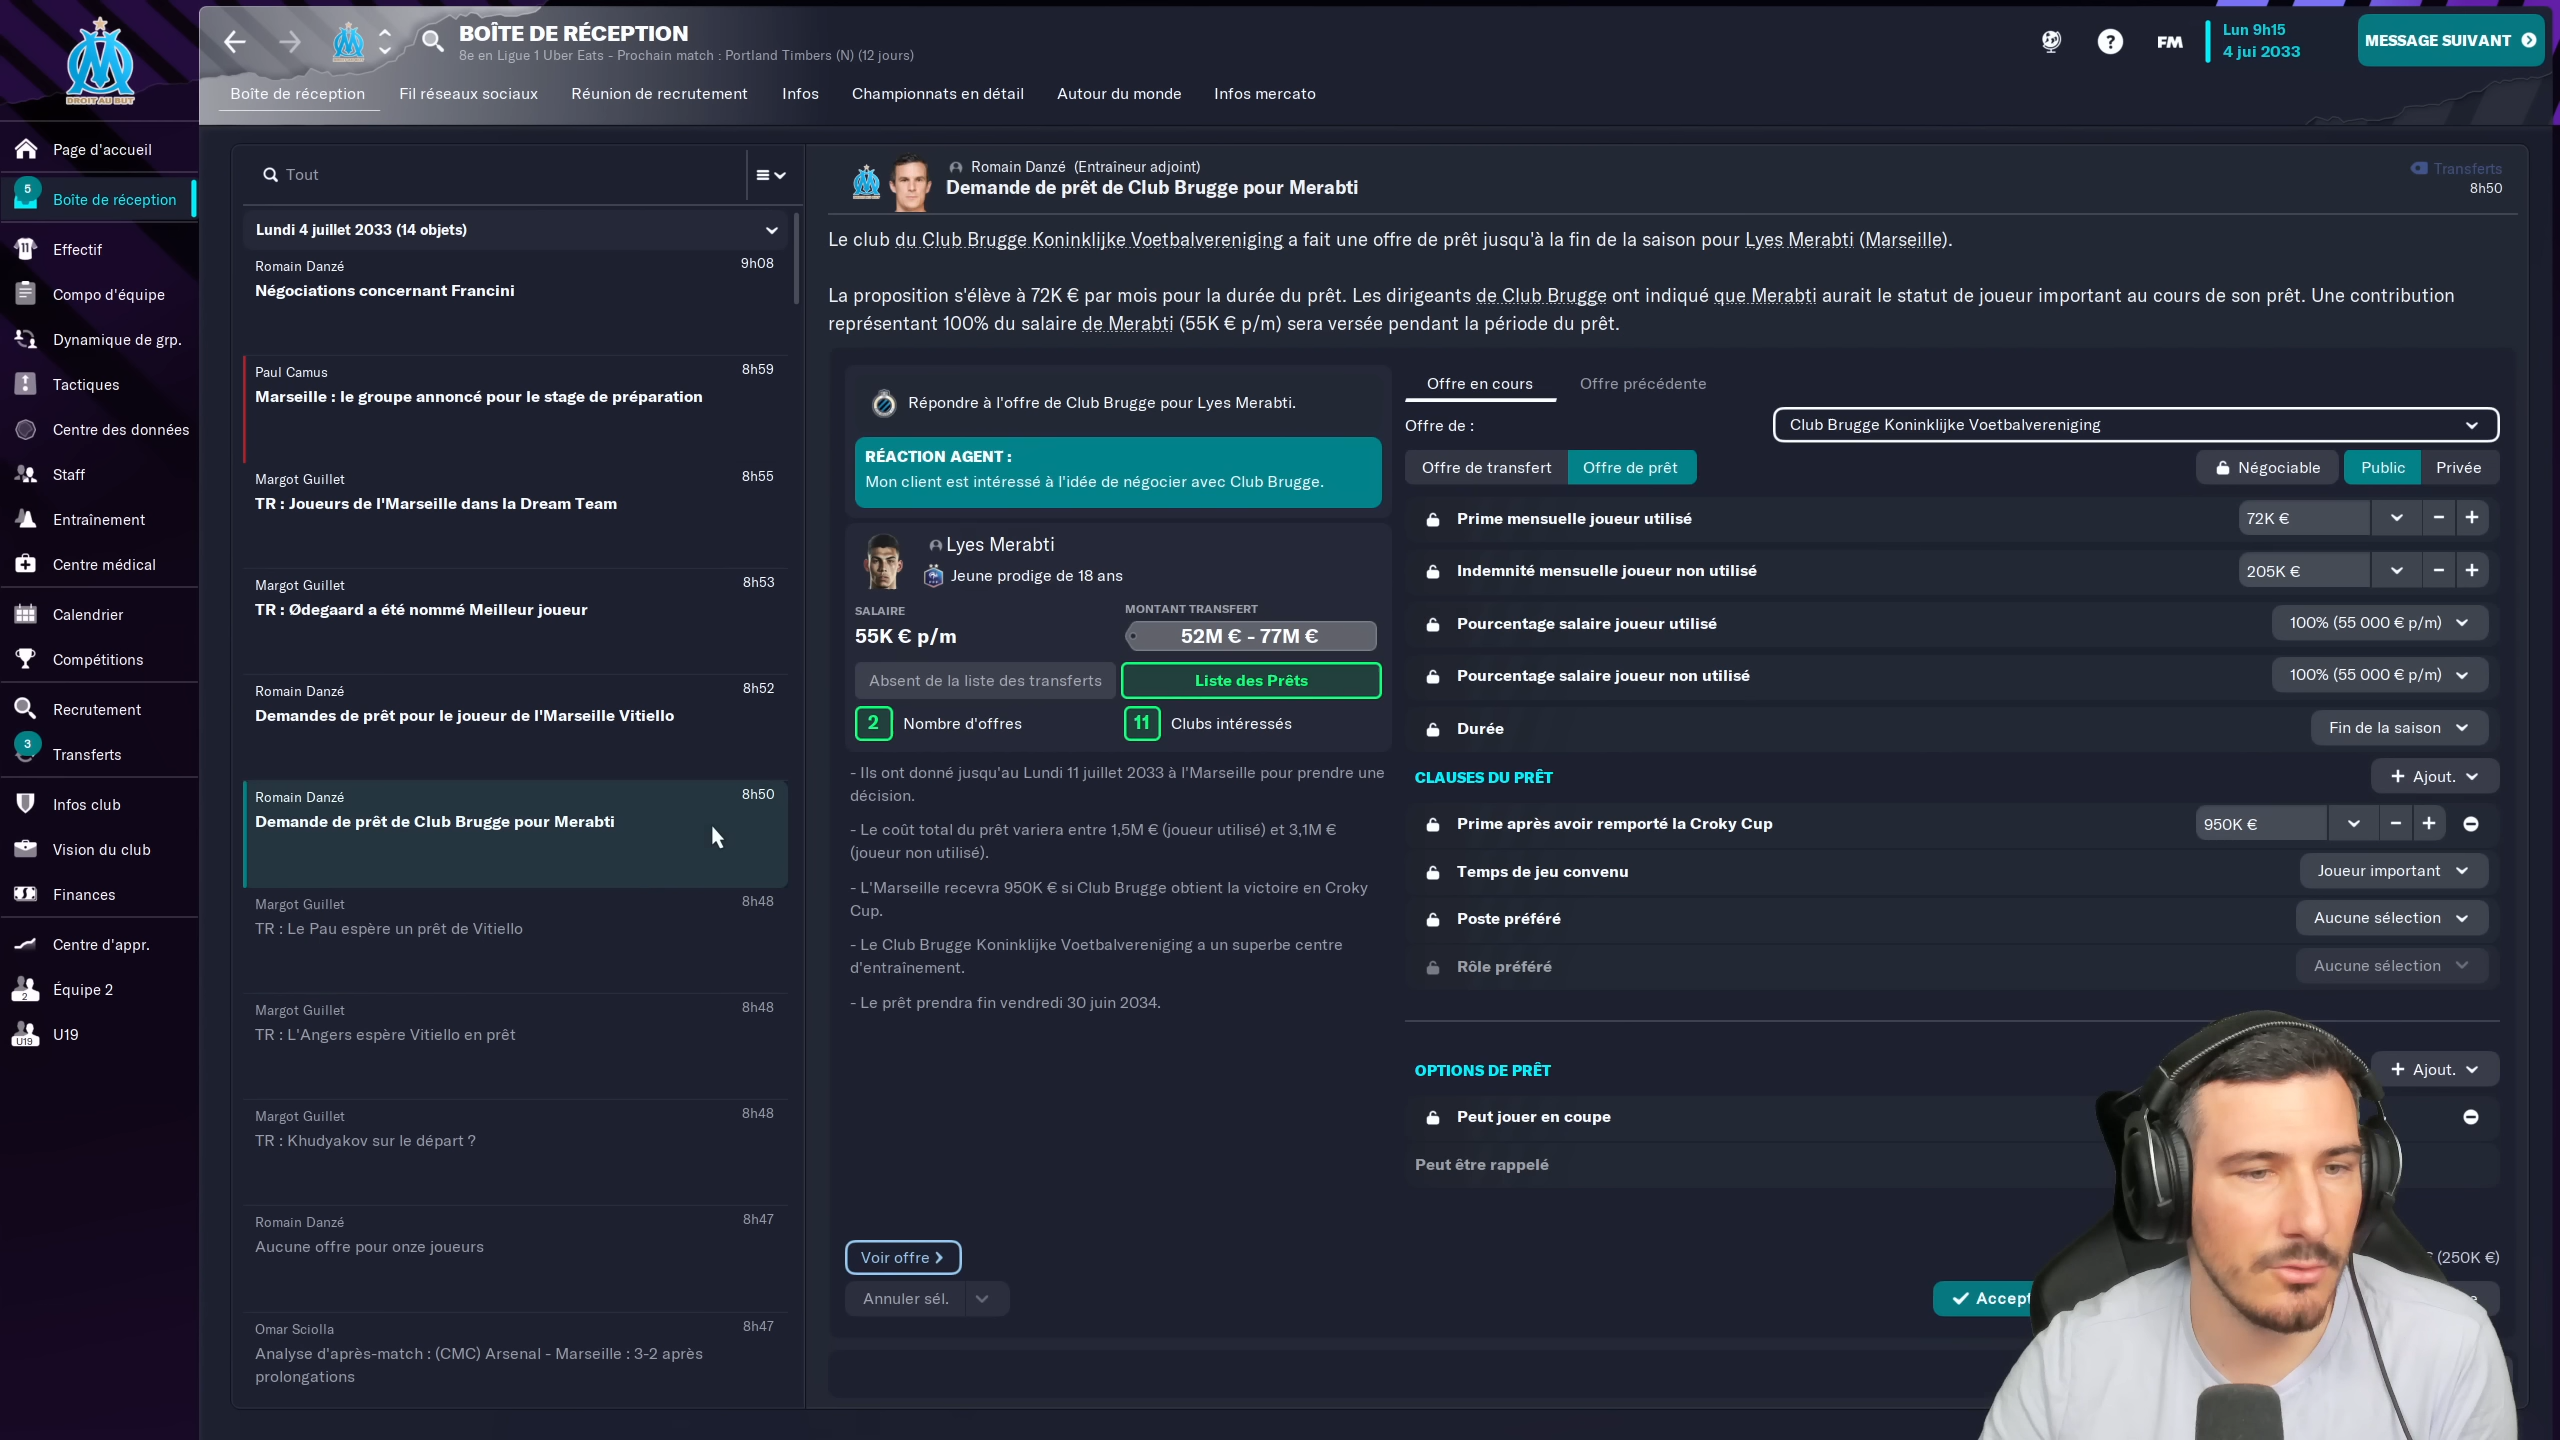 DROIT AU BUT
BOÎTE DE RÉCEPTION
8e en Ligue 1 Uber Eats - Prochain match : Portland Timbers (N) (12 jours)
FM
Lun 9h15
4 jui 2033
MESSAGE SUIVANT
Boîte de réception
Fil réseaux sociaux
Réunion de recrutement
Infos
Championnats en détail
Autour du monde
Infos mercato
Page d'accueil
5
Boîte de réception
Effectif
Compo d'équipe
Dynamique de grp.
Tactiques
Centre des données
Staff
Entraînement
Centre médical
Calendrier
Compétitions
Recrutement
3
Transferts
Infos club
Vision du club
Finances
Centre d'appr.
2
Équipe 2
U19
U19
Tout
Lundi 4 juillet 2033 (14 objets)
Romain Danzé 9h08
Négociations concernant Francini
Paul Camus 8h59
Marseille : le groupe annoncé pour le stage de préparation
Margot Guillet 8h55
TR : Joueurs de l'Marseille dans la Dream Team
Margot Guillet 8h53
TR : Ødegaard a été nommé Meilleur joueur
Romain Danzé 8h52
Demandes de prêt pour le joueur de l'Marseille Vitiello
Romain Danzé 8h50
Demande de prêt de Club Brugge pour Merabti
Margot Guillet 8h48
TR : Le Pau espère un prêt de Vitiello
Margot Guillet 8h48
TR : L'Angers espère Vitiello en prêt
Margot Guillet 8h48
TR : Khudyakov sur le départ ?
Romain Danzé 8h47
Aucune offre pour onze joueurs
Omar Sciolla 8h47
Analyse d'après-match : (CMC) Arsenal - Marseille : 3-2 après
prolongations
Romain Danzé (Entraîneur adjoint)
Demande de prêt de Club Brugge pour Merabti
Transferts
8h50
Le club du Club Brugge Koninklijke Voetbalvereniging a fait une offre de prêt jusqu'à la fin de la saison pour Lyes Merabti (Marseille).
La proposition s'élève à 72K € par mois pour la durée du prêt. Les dirigeants de Club Brugge ont indiqué que Merabti aurait le statut de joueur important au cours de son prêt. Une contribution
représentant 100% du salaire de Merabti (55K € p/m) sera versée pendant la période du prêt.
Répondre à l'offre de Club Brugge pour Lyes Merabti.
RÉACTION AGENT :
Mon client est intéressé à l'idée de négocier avec Club Brugge.
Lyes Merabti
Jeune prodige de 18 ans
SALAIRE
55K € p/m
MONTANT TRANSFERT
52M € - 77M €
Absent de la liste des transferts
Liste des Prêts
2 Nombre d'offres
11 Clubs intéressés
- Ils ont donné jusqu'au Lundi 11 juillet 2033 à l'Marseille pour prendre une
décision.
- Le coût total du prêt variera entre 1,5M € (joueur utilisé) et 3,1M €
(joueur non utilisé).
- L'Marseille recevra 950K € si Club Brugge obtient la victoire en Croky
Cup.
- Le Club Brugge Koninklijke Voetbalvereniging a un superbe centre
d'entraînement.
- Le prêt prendra fin vendredi 30 juin 2034.
Voir offre
Annuler sél.
Offre en cours
Offre précédente
Offre de :
Club Brugge Koninklijke Voetbalvereniging
Offre de transfert
Offre de prêt
Négociable
Public
Privée
Prime mensuelle joueur utilisé
72K €
Indemnité mensuelle joueur non utilisé
205K €
Pourcentage salaire joueur utilisé
100% (55 000 € p/m)
Pourcentage salaire joueur non utilisé
100% (55 000 € p/m)
Durée
Fin de la saison
CLAUSES DU PRÊT
Ajout.
Prime après avoir remporté la Croky Cup
950K €
Temps de jeu convenu
Joueur important
Poste préféré
Aucune sélection
Rôle préféré
Aucune sélection
OPTIONS DE PRÊT
Ajout.
Peut jouer en coupe
Peut être rappelé
(250K €)
Accept